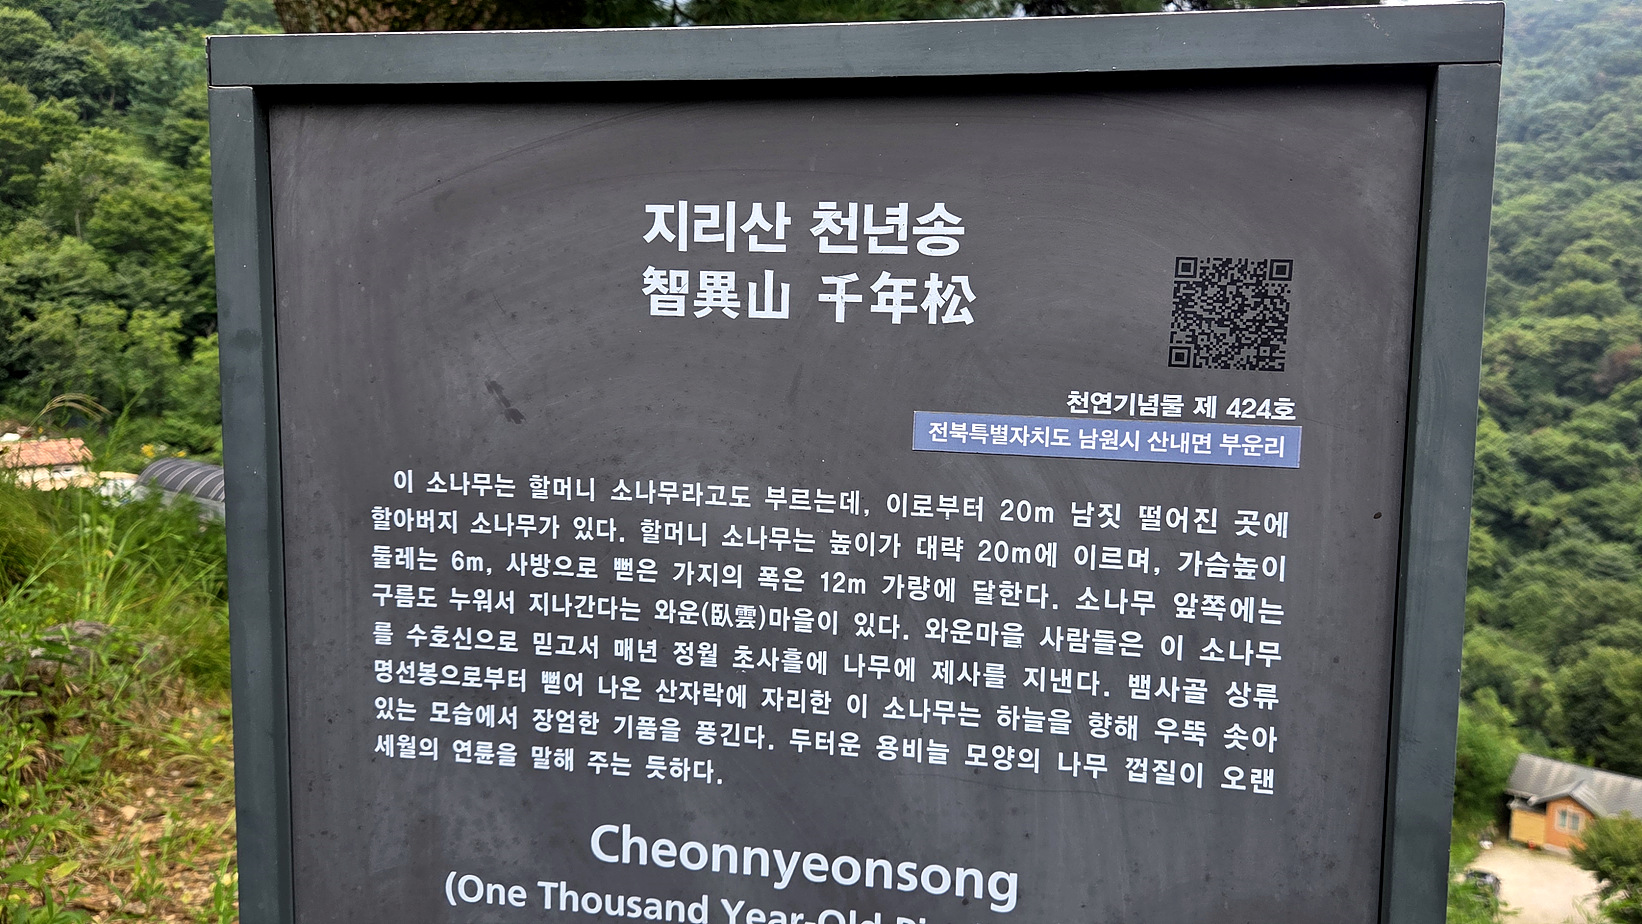 지리산 천년송
智異山 千年松
천연기념물 제 424호
전북특별자치도 남원시 산내면 부운리
이 소나무는 할머니 소나무라고도 부르는데, 이로부터 20m 남짓 떨어진 곳에
할아버지 소나무가 있다. 할머니 소나무는 높이가 대략 20m에 이르며, 가슴높이
둘레는 6m, 사방으로 뻗은 가지의 폭은 12m 가량에 달한다. 소나무 앞쪽에는
구름도 누워서 지나간다는 와운(臥雲)마을이 있다. 와운마을 사람들은 이 소나무
를 수호신으로 믿고서 매년 정월 초사흘에 나무에 제사를 지낸다. 뱀사골 상류
명선봉으로부터 뻗어 나온 산자락에 자리한 이 소나무는 하늘을 향해 우뚝 솟아
있는 모습에서 장엄한 기품을 풍긴다. 두터운 용비늘 모양의 나무 껍질이 오랜
세월의 연륜을 말해 주는 듯하다.
Cheonnyeonsong
(One Thousand Year-Old